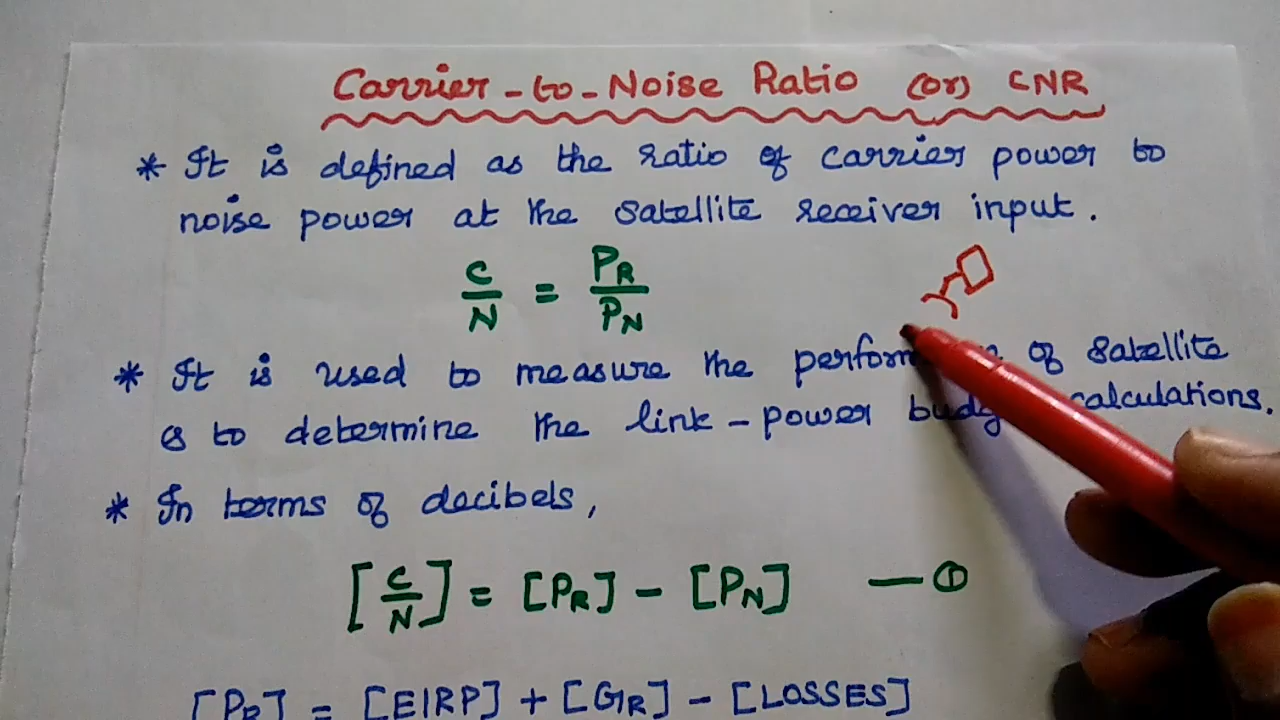 Carrier-to-Noise Ratio (or) CNR
* It is defined as the ratio of carrier power to
noise power at the satellite receiver input.
C/N = PR/PN
* It is used to measure the of satellite
& to determine the link-power calculations.
* In terms of decibels,
[C/N] = [PR] - [PN] — ①
[PR] = [EIRP] + [GR] - [LOSSES]